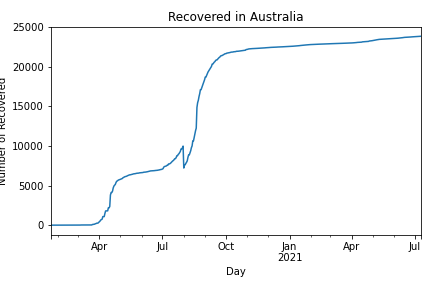 Recovered in Australia
Number of Recovered
25000
20000
15000
10000
5000
0
Apr Jul Oct Jan Apr Jul
2021
Day